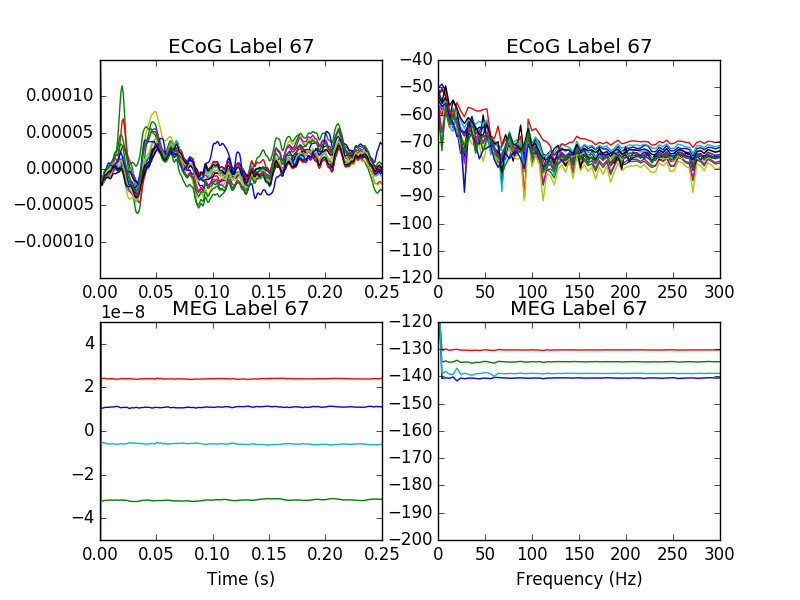 ECoG Label 67
0.00010
0.00005
0.00000
−0.00005
−0.00010
0.00 0.05 0.10 0.15 0.20 0.25
ECoG Label 67
−40
−50
−60
−70
−80
−90
−100
−110
−120
0 50 100 150 200 250 300
MEG Label 67
1e−8
4
2
0
−2
−4
0.00 0.05 0.10 0.15 0.20 0.25
Time (s)
MEG Label 67
−120
−130
−140
−150
−160
−170
−180
−190
−200
0 50 100 150 200 250 300
Frequency (Hz)